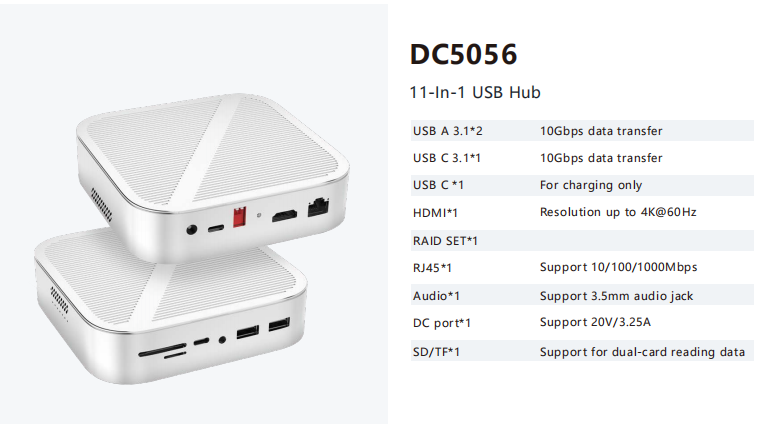 DC5056
11-In-1 USB Hub
USB A 3.1*2 10Gbps data transfer
USB C 3.1*1 10Gbps data transfer
USB C *1 For charging only
HDMI*1 Resolution up to 4K@60Hz
RAID SET*1
RJ45*1 Support 10/100/1000Mbps
Audio*1 Support 3.5mm audio jack
DC port*1 Support 20V/3.25A
SD/TF*1 Support for dual-card reading data